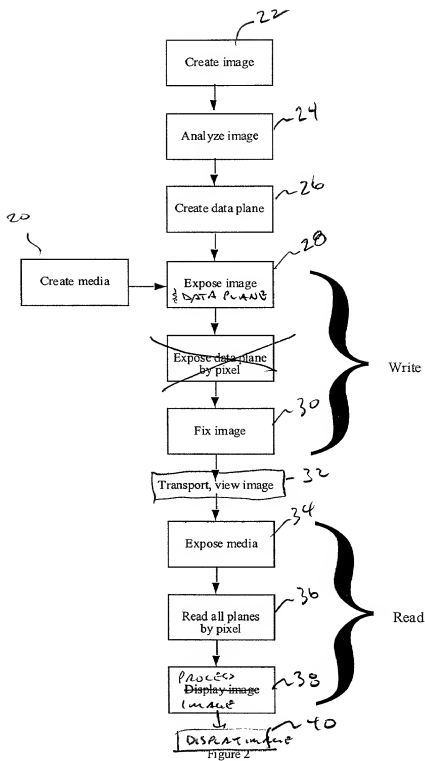 22
Create image
24
Analyze image
26
Create data plane
20
28
Create media
Expose image
& DATA PLANE
Expose data plane
by pixel
Write
30
Fix image
32
Transport, view image
34
Expose media
36
Read all planes
by pixel
Read
PROCESS
38
Display image
IMAGE
40
DISPLAY IMAGE
Figure 2